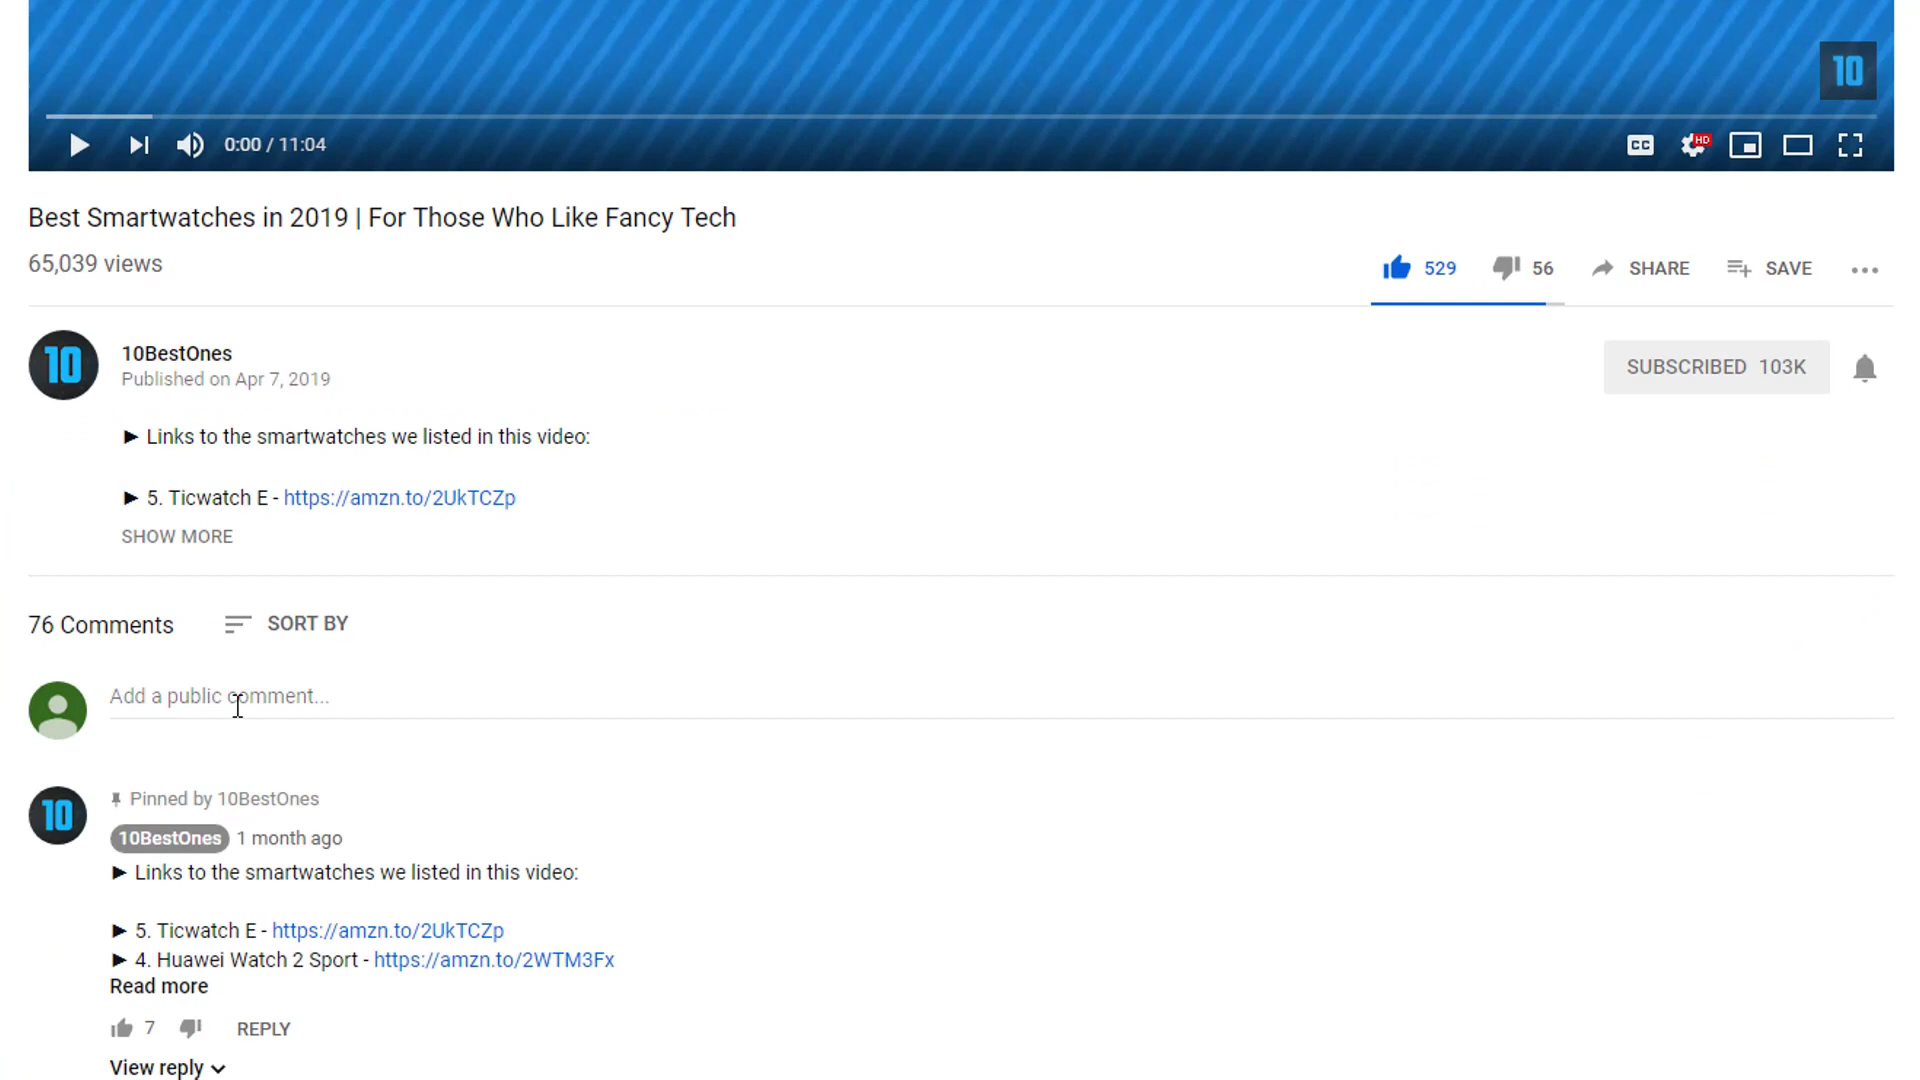 10
0:00 / 11:04
CC
HD
Best Smartwatches in 2019 | For Those Who Like Fancy Tech
65,039 views
529
56
SHARE
SAVE
10
10BestOnes
Published on Apr 7, 2019
SUBSCRIBED 103K
► Links to the smartwatches we listed in this video:
► 5. Ticwatch E - https://amzn.to/2UkTCZp
SHOW MORE
76 Comments
SORT BY
Add a public comment...
10
Pinned by 10BestOnes
10BestOnes 1 month ago
► Links to the smartwatches we listed in this video:
► 5. Ticwatch E - https://amzn.to/2UkTCZp
► 4. Huawei Watch 2 Sport - https://amzn.to/2WTM3Fx
Read more
7
REPLY
View reply